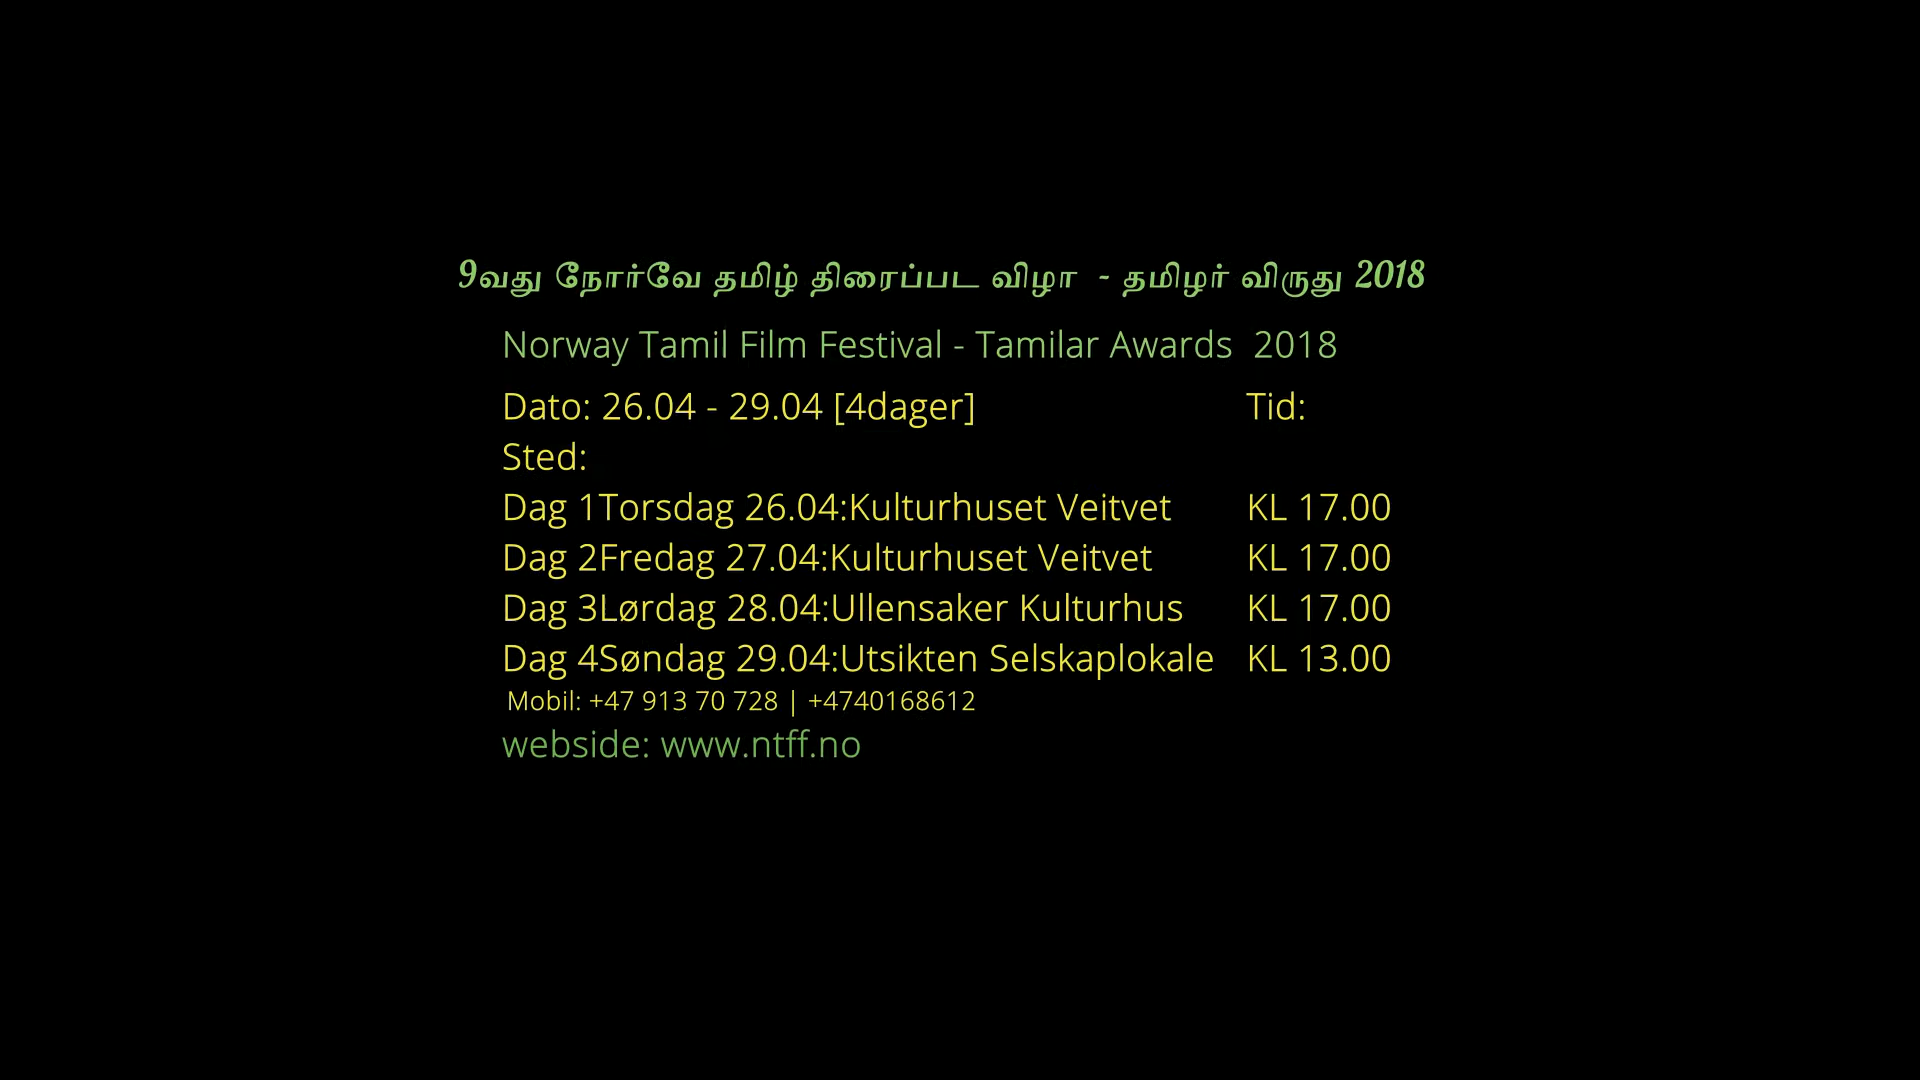 9வது நோர்வே தமிழ் திரைப்பட விழா - தமிழர் விருது 2018
Norway Tamil Film Festival - Tamilar Awards 2018
Dato: 26.04 - 29.04 [4dager] Tid:
Sted:
Dag 1Torsdag 26.04:Kulturhuset Veitvet KL 17.00
Dag 2Fredag 27.04:Kulturhuset Veitvet KL 17.00
Dag 3Lørdag 28.04:Ullensaker Kulturhus KL 17.00
Dag 4Søndag 29.04:Utsikten Selskaplokale KL 13.00
Mobil: +47 913 70 728 | +4740168612
webside: www.ntff.no